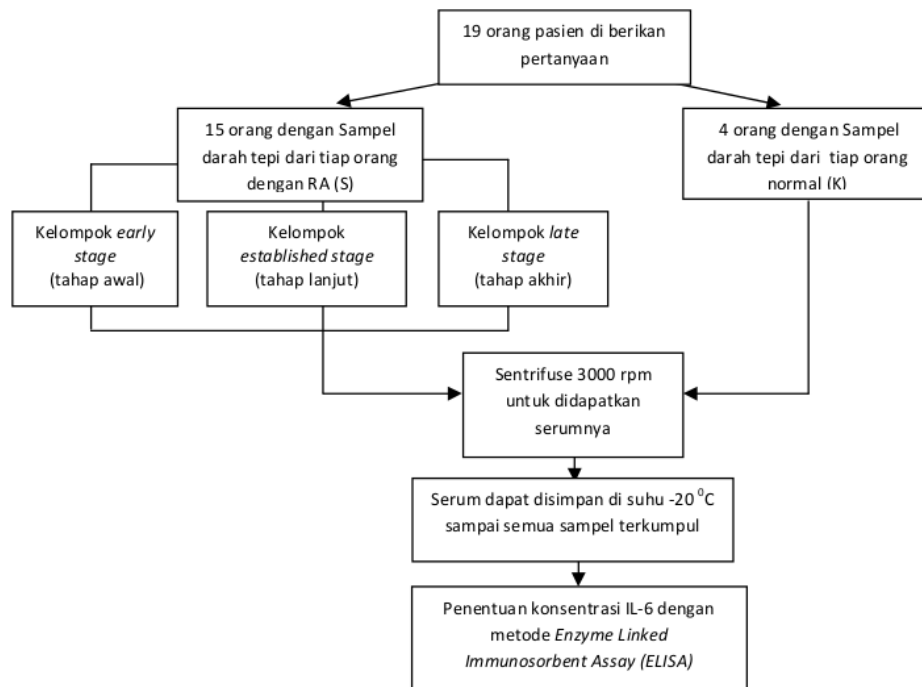 19 orang pasien di berikan
pertanyaan
15 orang dengan Sampel
darah tepi dari tiap orang
dengan RA (S)
4 orang dengan Sampel
darah tepi dari tiap orang
normal (K)
Kelompok early
stage
(tahap awal)
Kelompok
established stage
(tahap lanjut)
Kelompok late
stage
(tahap akhir)
Sentrifuse 3000 rpm
untuk didapatkan
serumnya
Serum dapat disimpan di suhu -20 ⁰C
sampai semua sampel terkumpul
Penentuan konsentrasi IL-6 dengan
metode Enzyme Linked
Immunosorbent Assay (ELISA)